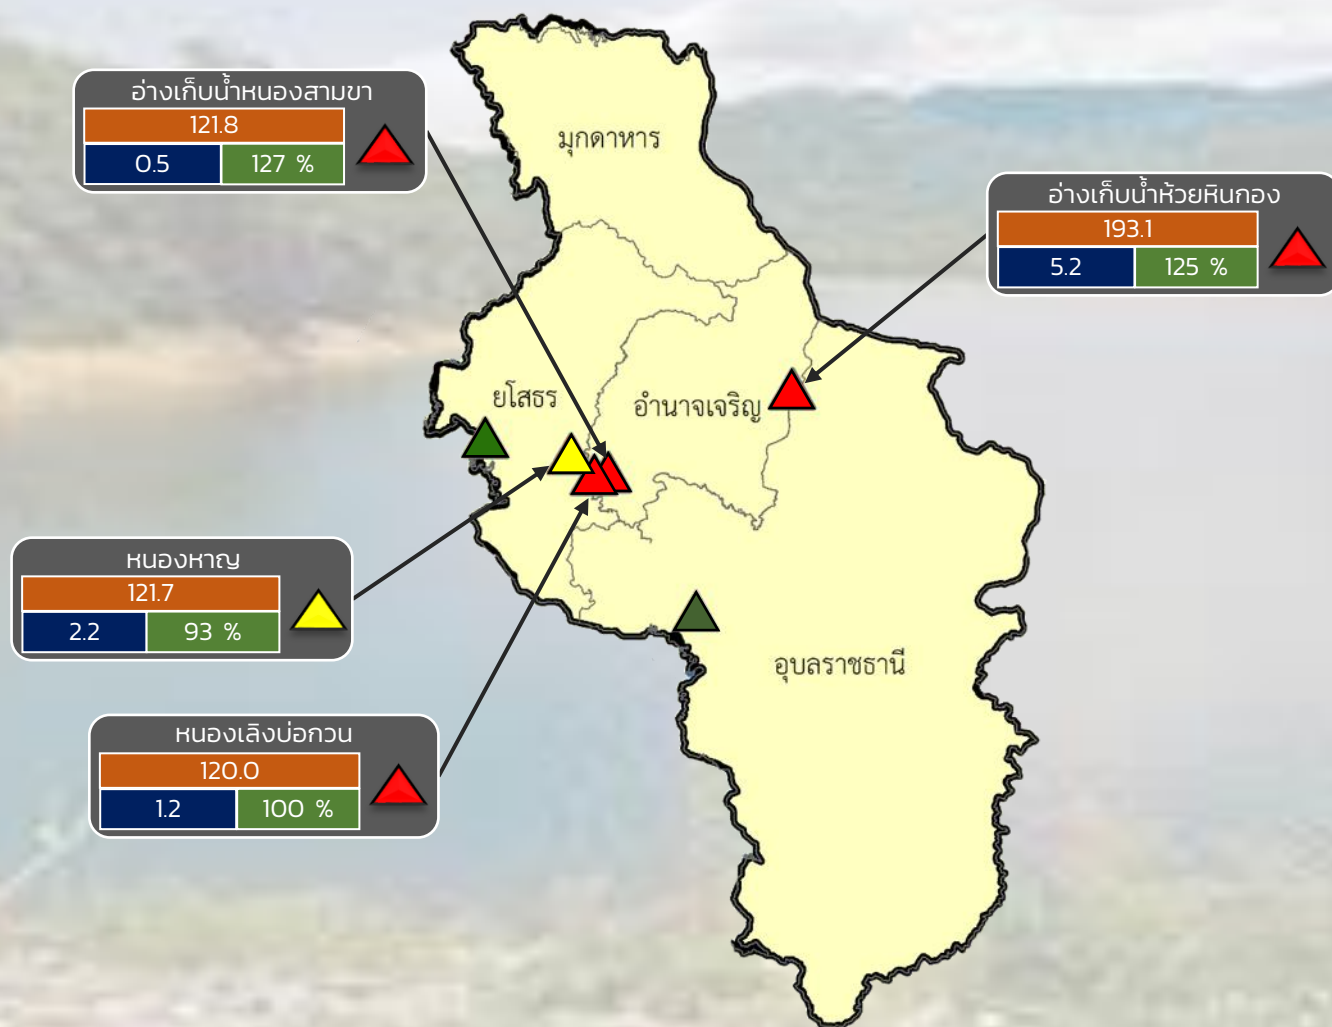 อ่างเก็บน้ำหนองสามขา
121.8
0.5 127 %
มุกดาหาร
อ่างเก็บน้ำห้วยหินกอง
193.1
5.2 125 %
ยโสธร
อำนาจเจริญ
หนองหาญ
121.7
2.2 93 %
อุบลราชธานี
หนองเลิงบ่อกวน
120.0
1.2 100 %